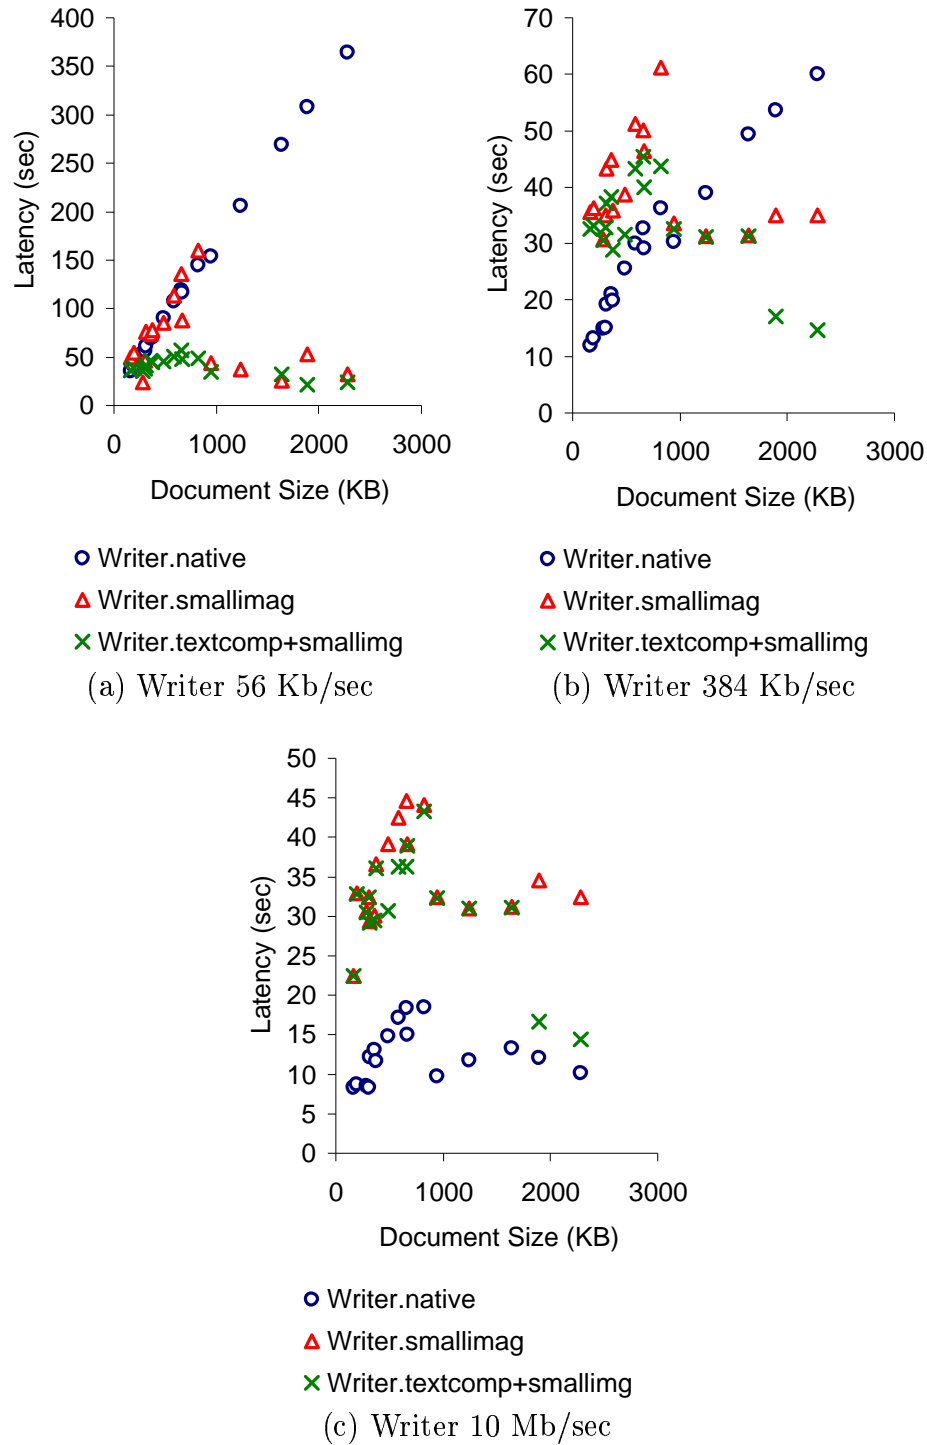 400
350
300
250
200
150
100
50
0
Latency (sec)
0 1000 2000 3000
Document Size (KB)
Writer.native
Writer.smallimag
Writer.textcomp+smallimg
(a) Writer 56 Kb/sec
70
60
50
40
30
20
10
0
Latency (sec)
0 1000 2000 3000
Document Size (KB)
Writer.native
Writer.smallimag
Writer.textcomp+smallimg
(b) Writer 384 Kb/sec
50
45
40
35
30
25
20
15
10
5
0
Latency (sec)
0 1000 2000 3000
Document Size (KB)
Writer.native
Writer.smallimag
Writer.textcomp+smallimg
(c) Writer 10 Mb/sec